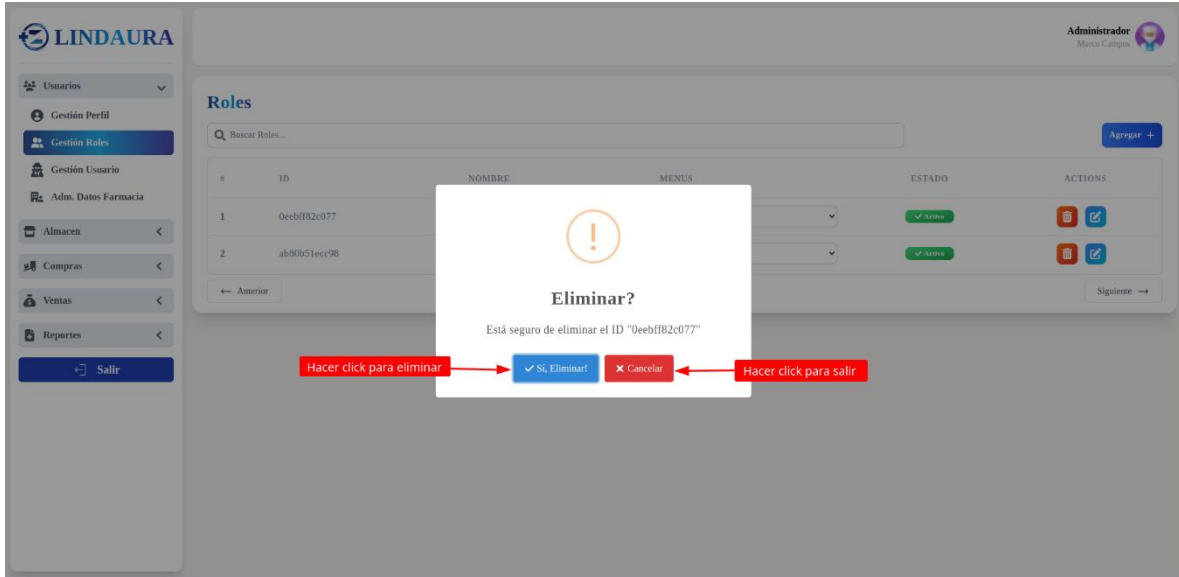 LINDAURA
Administrador
Marco Campos
Usuarios
Gestión Perfil
Gestión Roles
Gestión Usuario
Adm. Datos Farmacia
Almacen
Compras
Ventas
Reportes
Salir
Roles
Buscar Roles...
Agregar +
# ID NOMBRE MENUS ESTADO ACTIONS
1 0eebff82c077 Activo
2 ab80b51ecc98 Activo
← Anterior
Siguiente →
!
Eliminar?
Está seguro de eliminar el ID "0eebff82c077"
Hacer click para eliminar
Sí, Eliminar!
Cancelar
Hacer click para salir